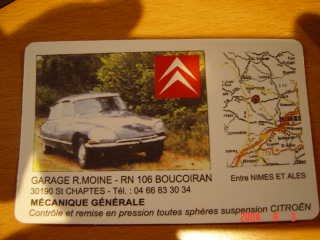 GARAGE R.MOINE - RN 106 BOUCOIRAN
30190 St CHAPTES - Tél. : 04 66 83 30 34
Entre NIMES ET ALES
MÉCANIQUE GÉNÉRALE
Contrôle et remise en pression toutes sphères suspension CITROËN